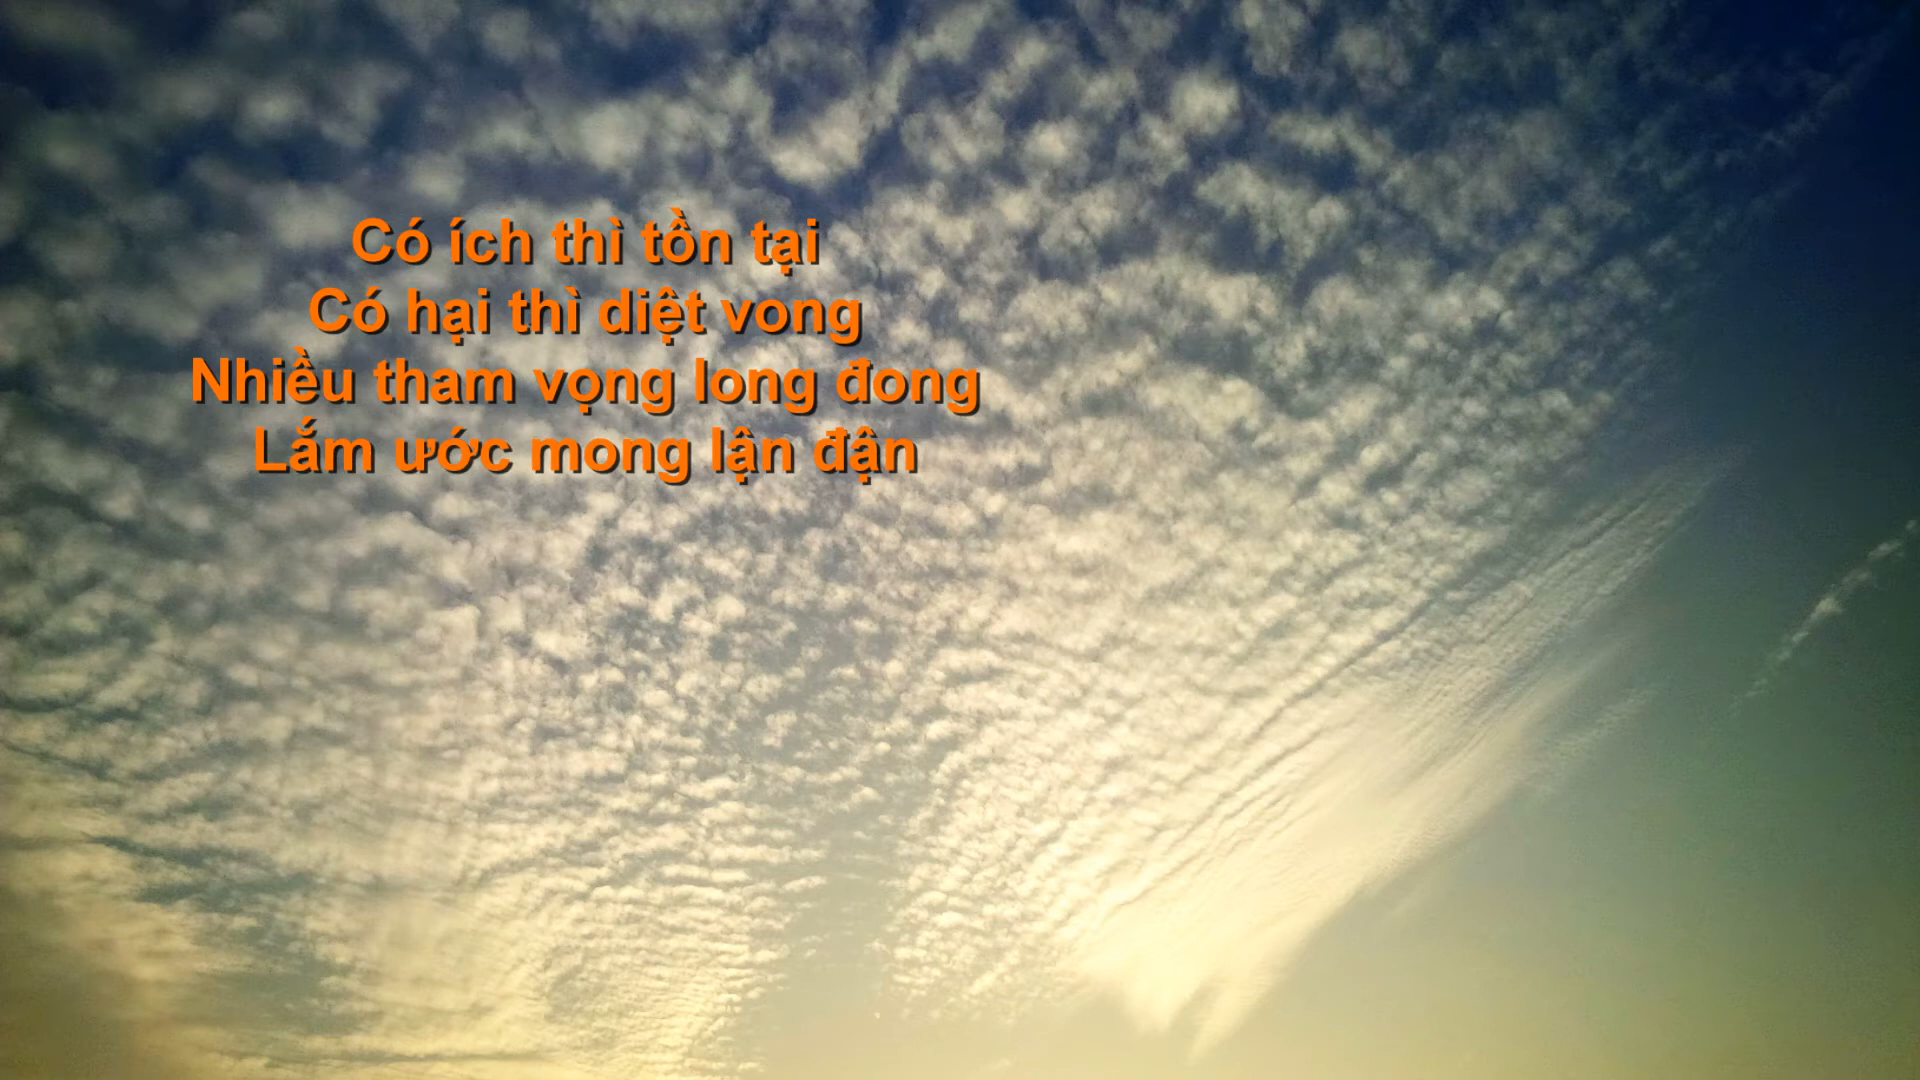 Có ích thì tồn tại
Có hại thì diệt vong
Nhiều tham vọng long đong
Lắm ước mong lận đận